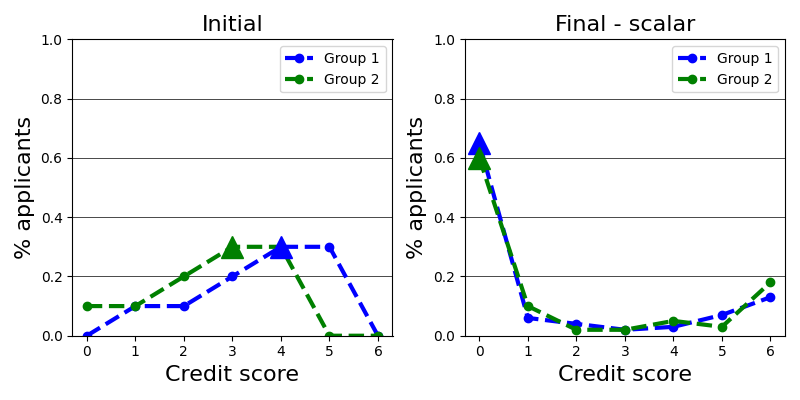 Initial
Final - scalar
1.0
0.8
0.6
0.4
0.2
0.0
% applicants
Group 1
Group 2
0 1 2 3 4 5 6
Credit score
1.0
0.8
0.6
0.4
0.2
0.0
% applicants
Group 1
Group 2
0 1 2 3 4 5 6
Credit score